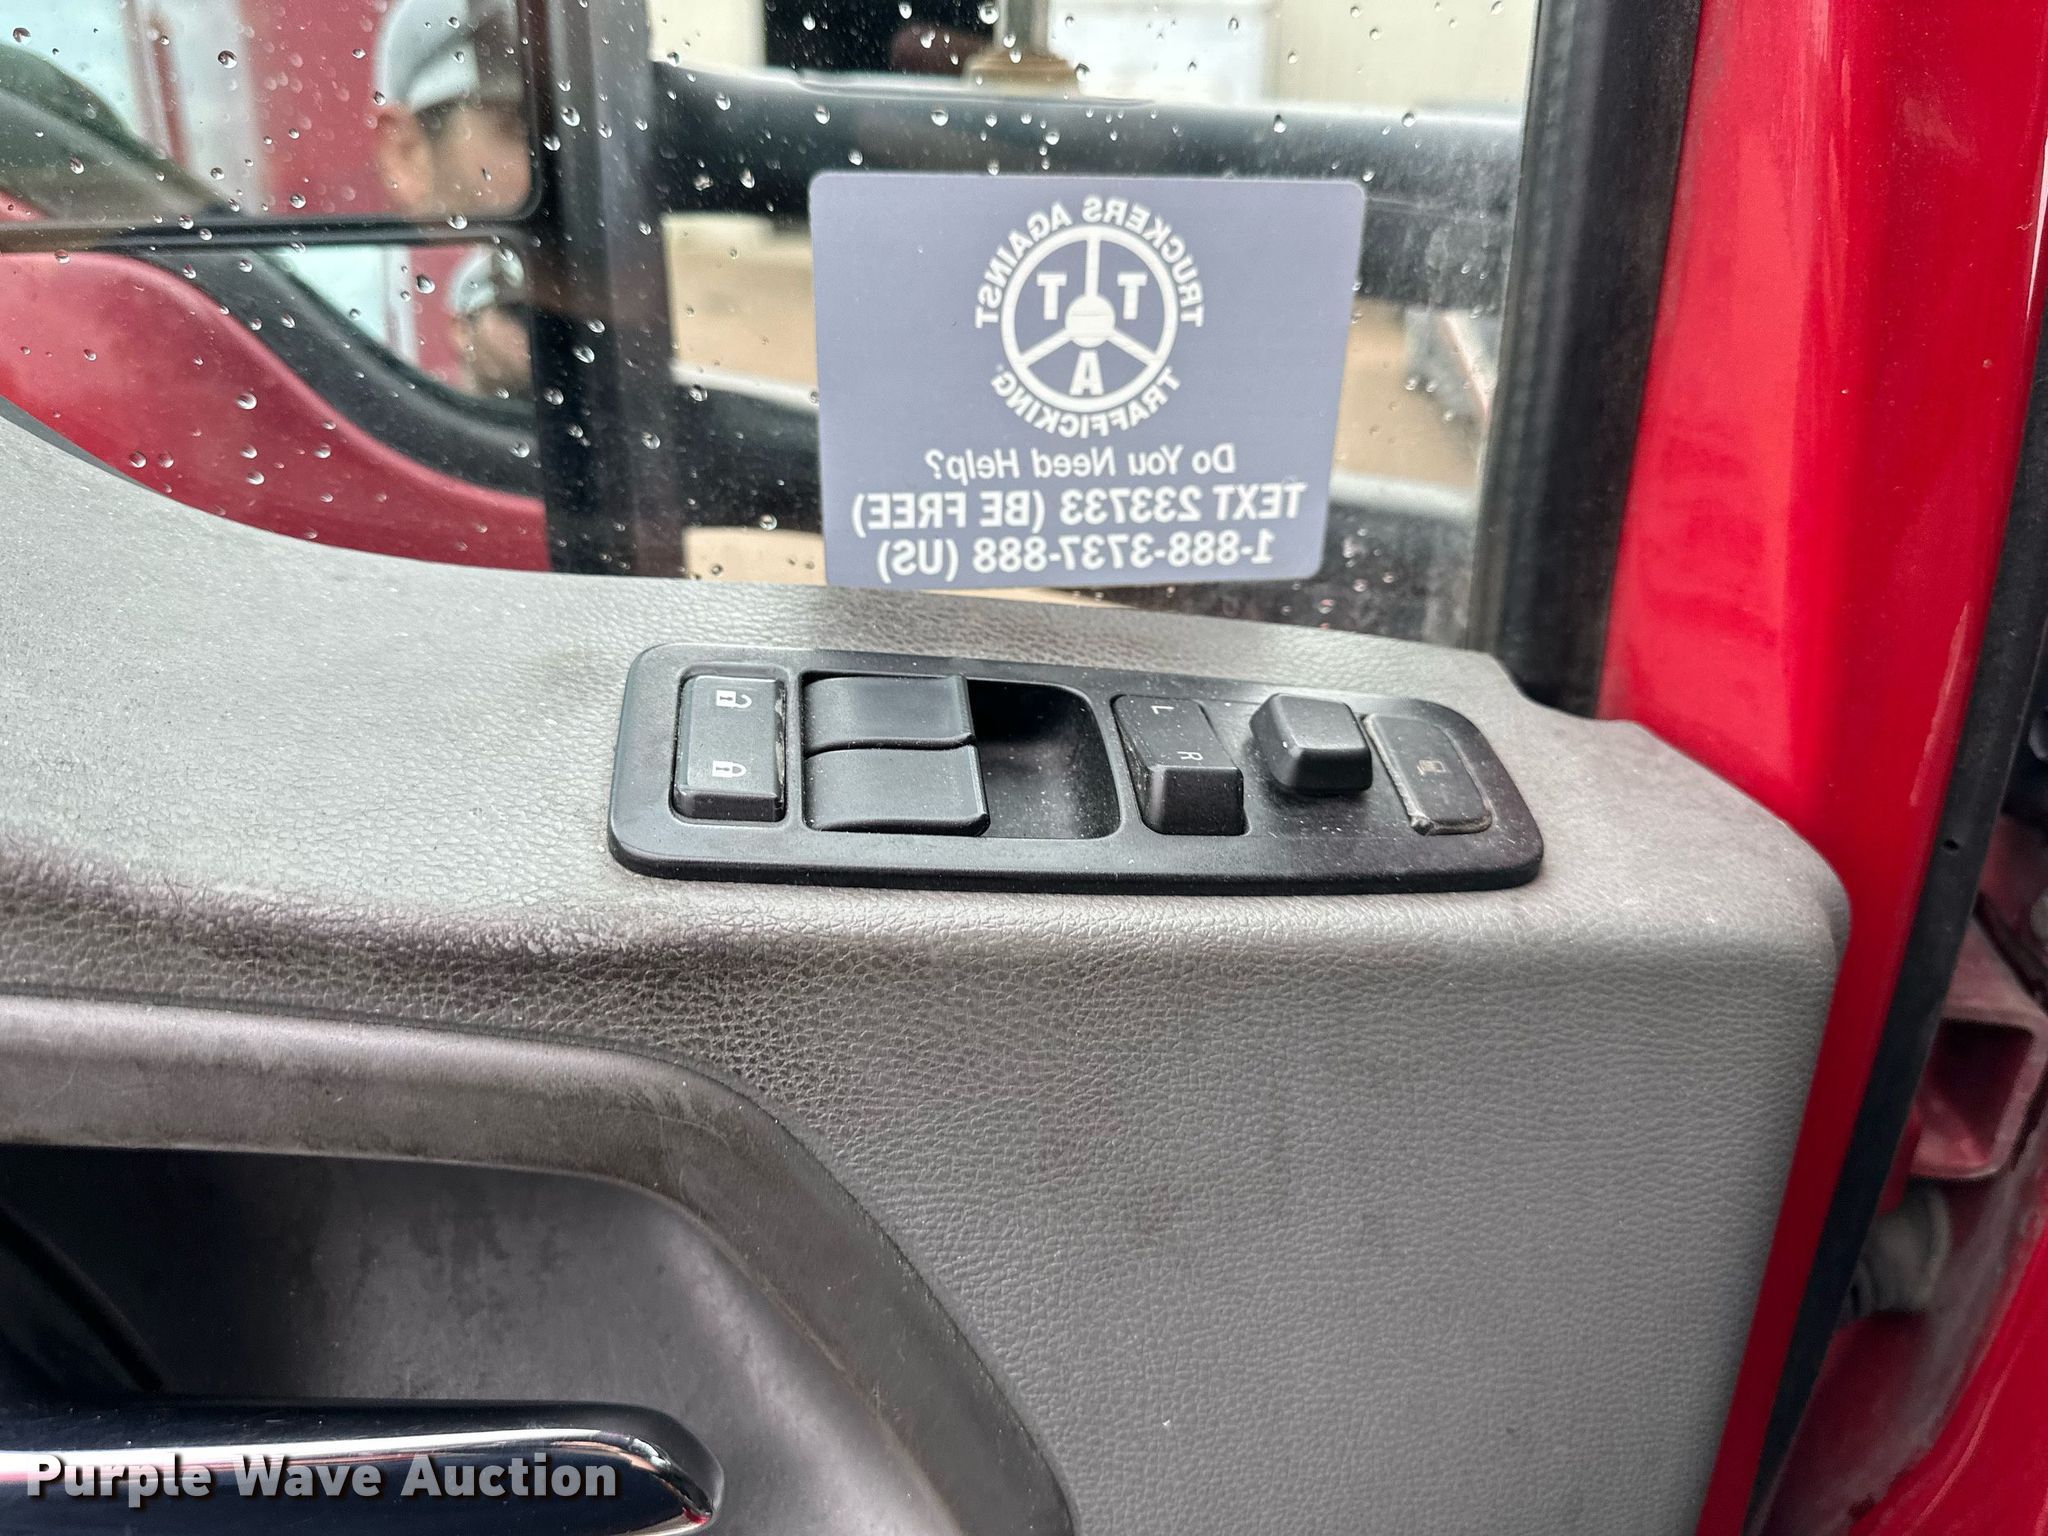 TRUCKERS AGAINST
TRAFFICKING
T T
A
Do You Need Help?
TEXT 233733 (BE FREE)
1-888-3737-888 (US)
L
R
Purple Wave Auction